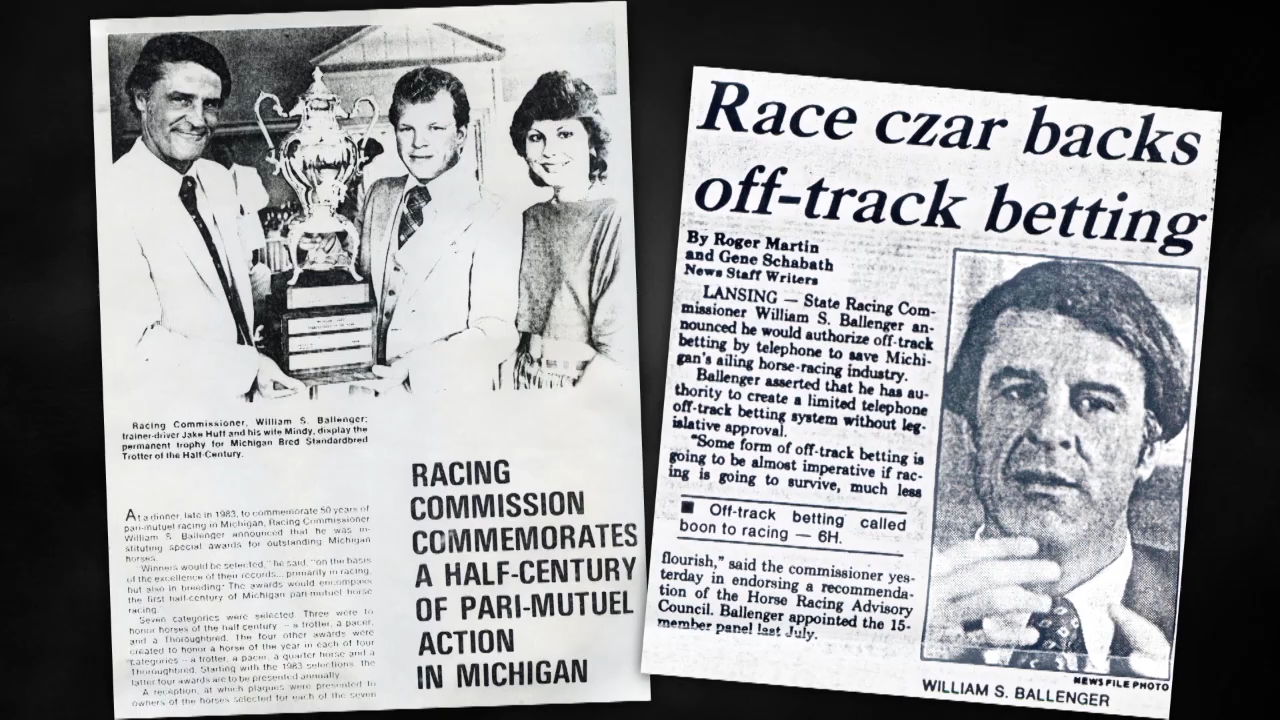 Racing Commissioner, William S. Ballenger;
trainer-driver Jake Huff and his wife Mindy, display the
permanent trophy for Michigan Bred Standardbred
Trotter of the Half-Century.
At a dinner, late in 1983, to commemorate 50 years of
pari-mutuel racing in Michigan, Racing Commissioner
William S. Ballenger announced that he was in-
stituting special awards for outstanding Michigan
horses.
"Winners would be selected," he said, "on the basis
of the excellence of their records... primarily in racing,
but also in breeding." The awards would encompass
the first half-century of Michigan pari-mutuel horse
racing.
Seven categories were selected. Three were to
honor horses of the half century - a trotter, a pacer,
and a Thoroughbred. The four other awards were
created to honor a horse of the year in each of four
categories - a trotter, a pacer, a quarter horse and a
Thoroughbred. Starting with the 1983 selections, the
latter four awards are to be presented annually.
A reception, at which plaques were presented to
owners of the horses selected for each of the seven
RACING
COMMISSION
COMMEMORATES
A HALF-CENTURY
OF PARI-MUTUEL
ACTION
IN MICHIGAN
Race czar backs
off-track betting
By Roger Martin
and Gene Schabath
News Staff Writers
LANSING — State Racing Com-
missioner William S. Ballenger an-
nounced he would authorize off-track
betting by telephone to save Michi-
gan's ailing horse-racing industry.
Ballenger asserted that he has au-
thority to create a limited telephone
off-track betting system without leg-
islative approval.
"Some form of off-track betting is
going to be almost imperative if rac-
ing is going to survive, much less
■ Off-track betting called
boon to racing — 6H.
flourish," said the commissioner yes-
terday in endorsing a recommenda-
tion of the Horse Racing Advisory
Council. Ballenger appointed the 15-
member panel last July.
NEWS FILE PHOTO
WILLIAM S. BALLENGER